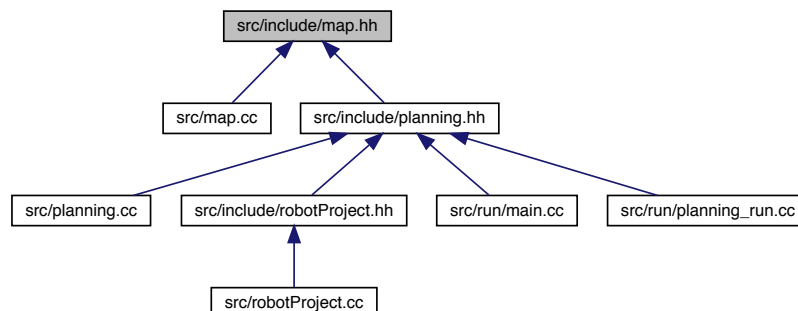 src/include/map.hh
src/map.cc
src/include/planning.hh
src/planning.cc
src/include/robotProject.hh
src/run/main.cc
src/run/planning_run.cc
src/robotProject.cc